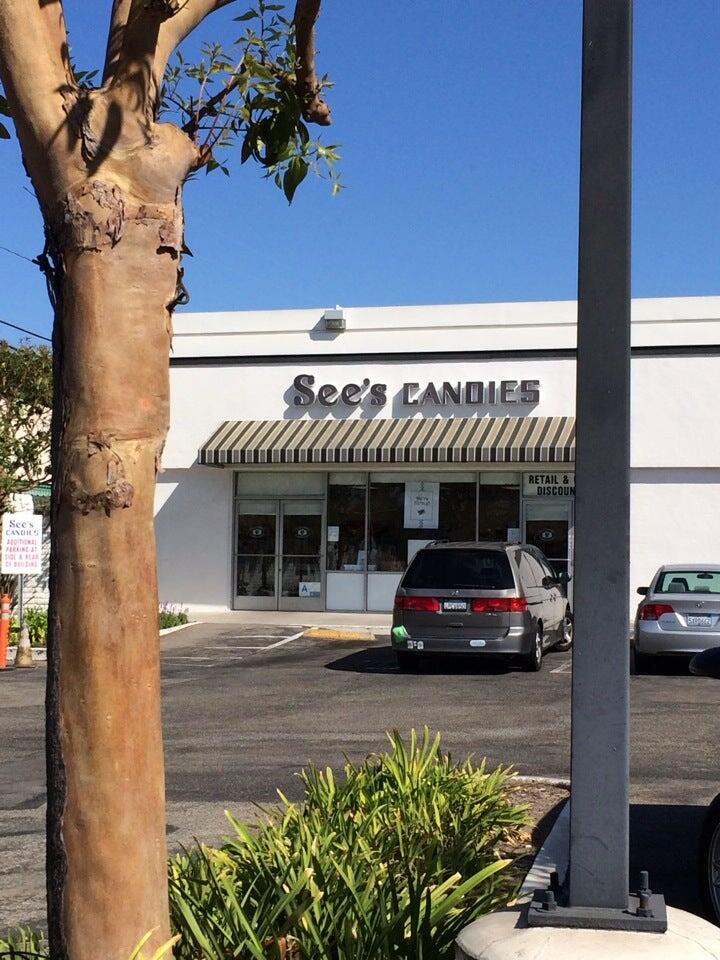 See's CANDIES
RETAIL &
DISCOUN
See's
CANDIES
ADDITIONAL
PARKING AT
SIDE & REAR
OF BUILDING
A